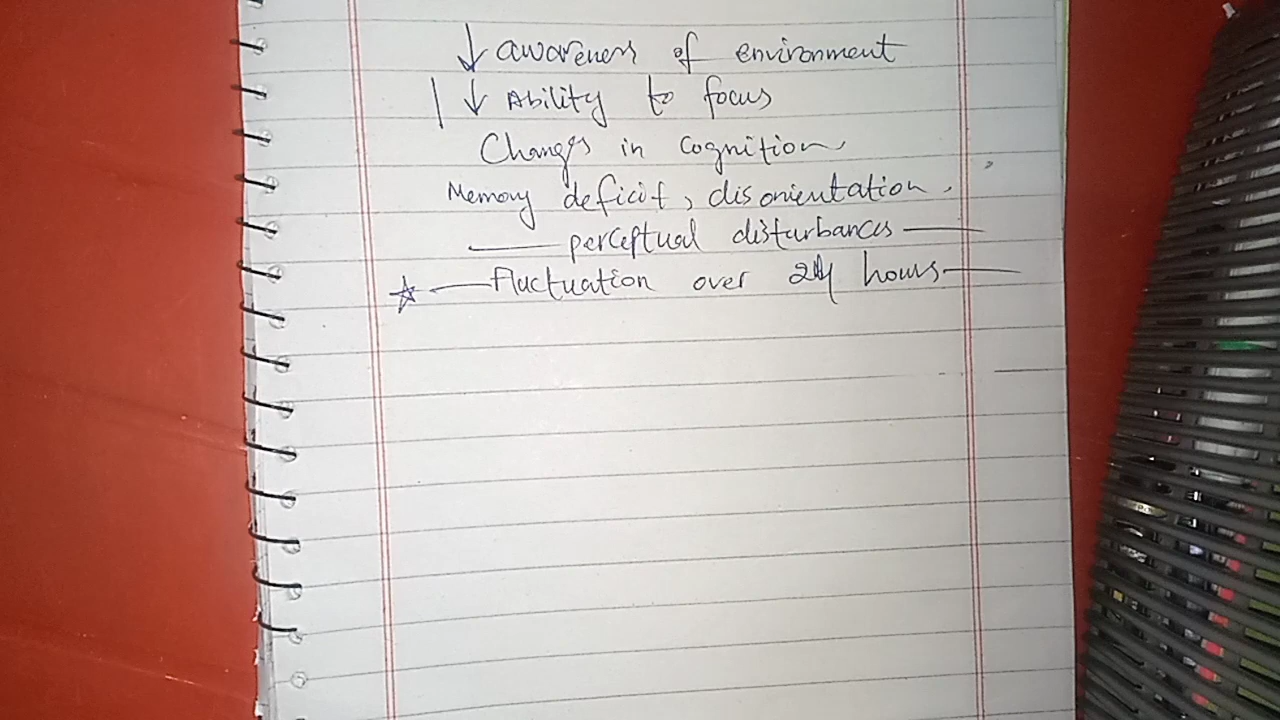 ↓ awareness of environment
| ↓ Ability to focus
Changes in cognition,
Memory deficit, disorientation.
— perceptual disturbances —
☆ — Fluctuation over 24 hours —